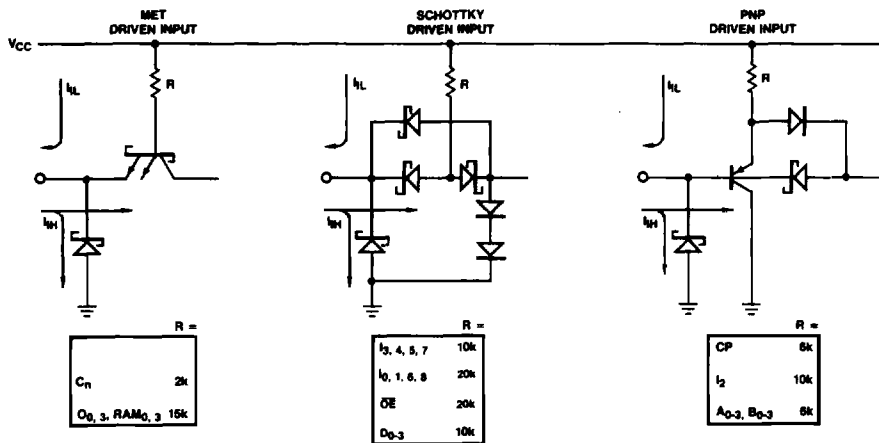 MET
DRIVEN INPUT
SCHOTTKY
DRIVEN INPUT
PNP
DRIVEN INPUT
VCC
R
R
R
IIL
IIL
IIL
IIH
IIH
IIH
R =
Cn 2k
O0, 3, RAM0, 3 15k
R =
I3, 4, 5, 7 10k
I0, 1, 6, 8 20k
OE 20k
D0-3 10k
R =
CP 6k
I2 10k
A0-3, B0-3 6k